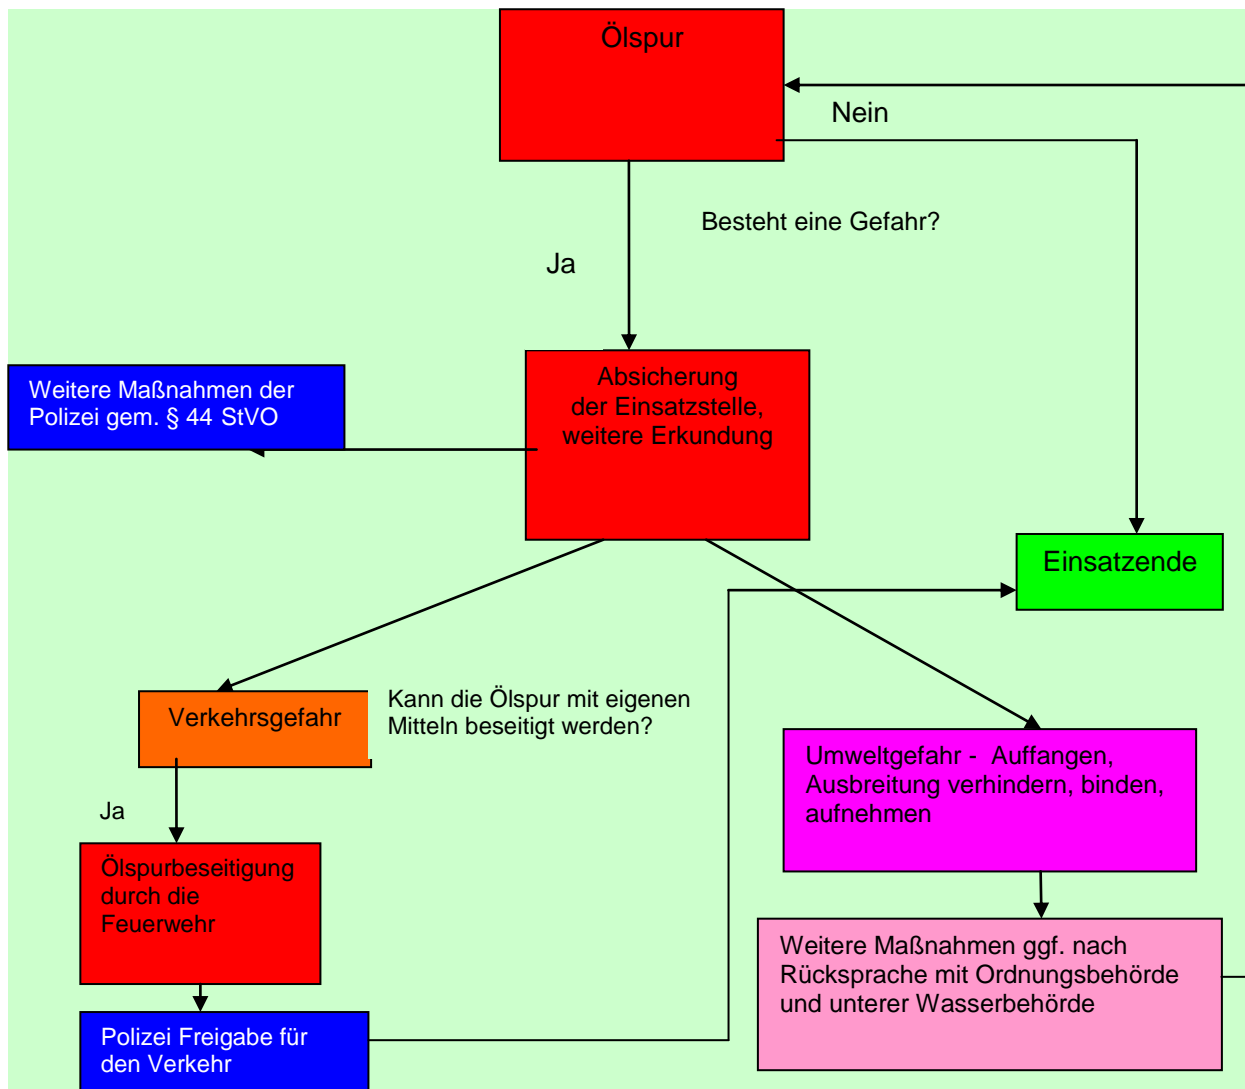 Ölspur
Nein
Besteht eine Gefahr?
Ja
Weitere Maßnahmen der
Polizei gem. § 44 StVO
Absicherung
der Einsatzstelle,
weitere Erkundung
Einsatzende
Verkehrsgefahr
Kann die Ölspur mit eigenen
Mitteln beseitigt werden?
Umweltgefahr -  Auffangen,
Ausbreitung verhindern, binden,
aufnehmen
Ja
Ölspurbeseitigung
durch die
Feuerwehr
Weitere Maßnahmen ggf. nach
Rücksprache mit Ordnungsbehörde
und unterer Wasserbehörde
Polizei Freigabe für
den Verkehr